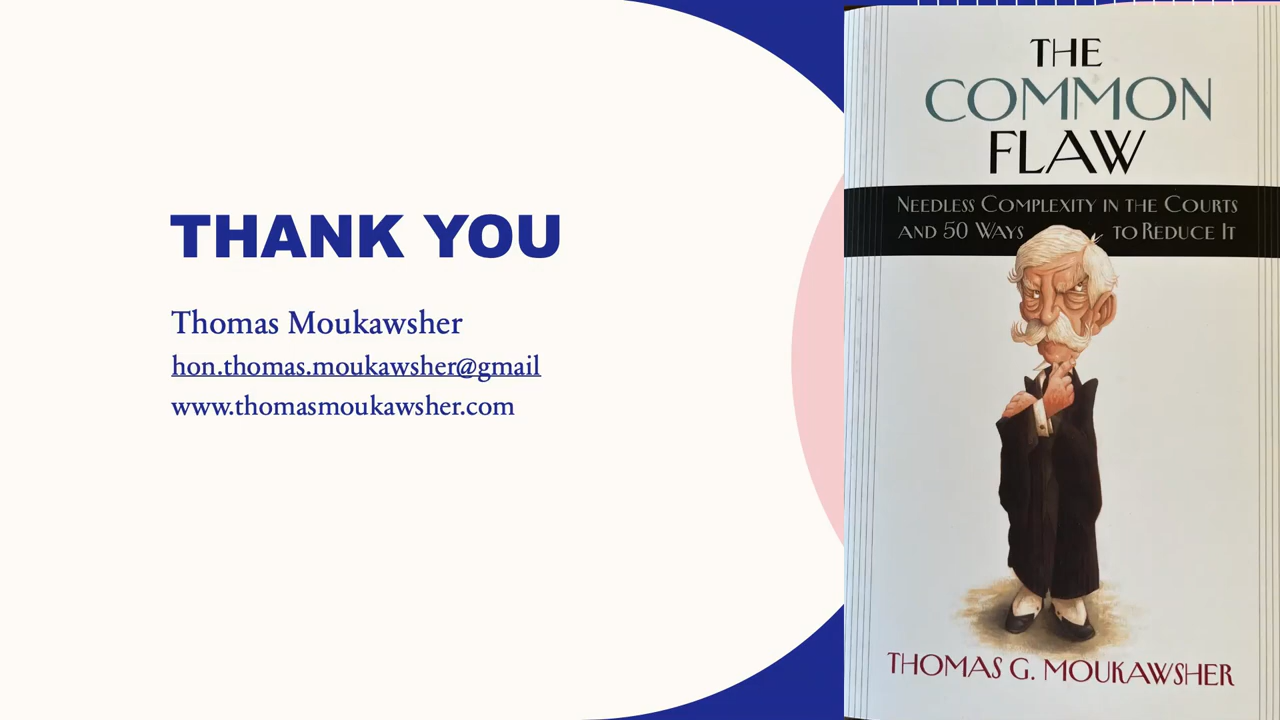 THANK YOU
Thomas Moukawsher
hon.thomas.moukawsher@gmail
www.thomasmoukawsher.com
THE
COMMON
FLAW
NEEDLESS COMPLEXITY IN THE COURTS
AND 50 WAYS TO REDUCE IT
THOMAS G. MOUKAWSHER